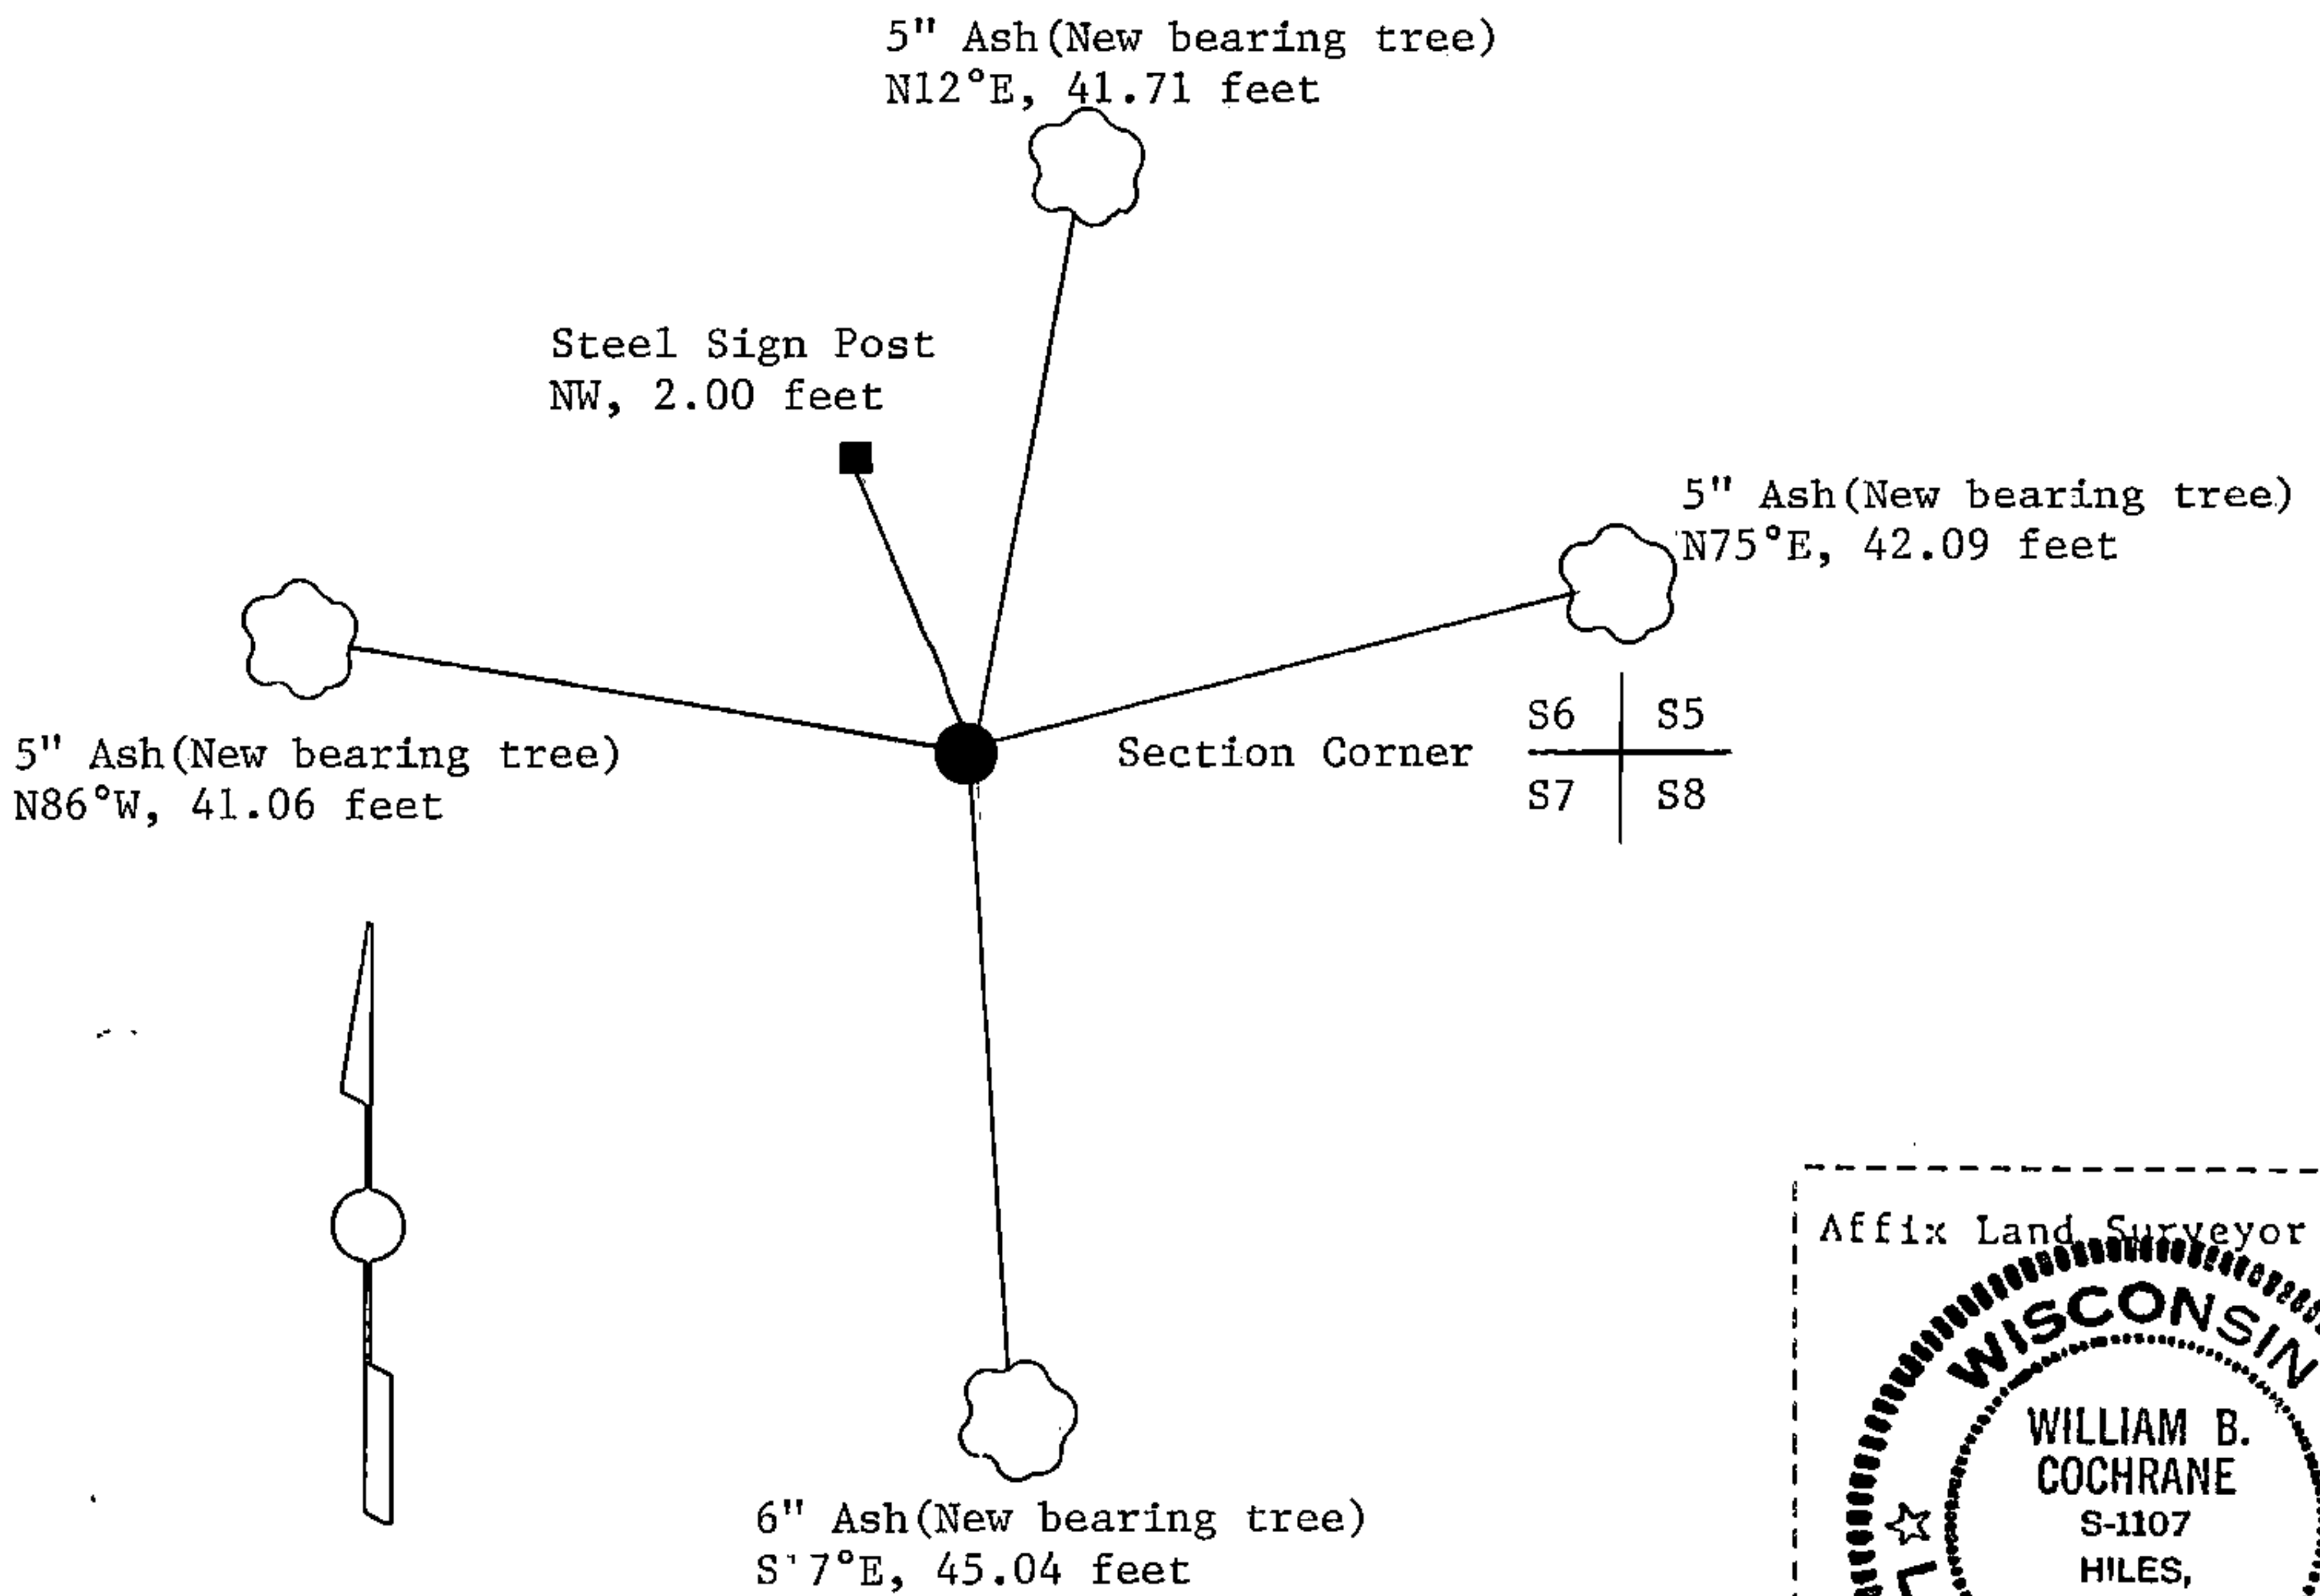 5" Ash(New bearing tree)
N12°E, 41.71 feet
Steel Sign Post
NW, 2.00 feet
5" Ash(New bearing tree)
N75°E, 42.09 feet
5" Ash(New bearing tree)
N86°W, 41.06 feet
Section Corner
S6 S5
S7 S8
6" Ash(New bearing tree)
S 7°E, 45.04 feet
Affix Land Surveyor
WISCONSIN
WILLIAM B.
COCHRANE
S-1107
HILES,